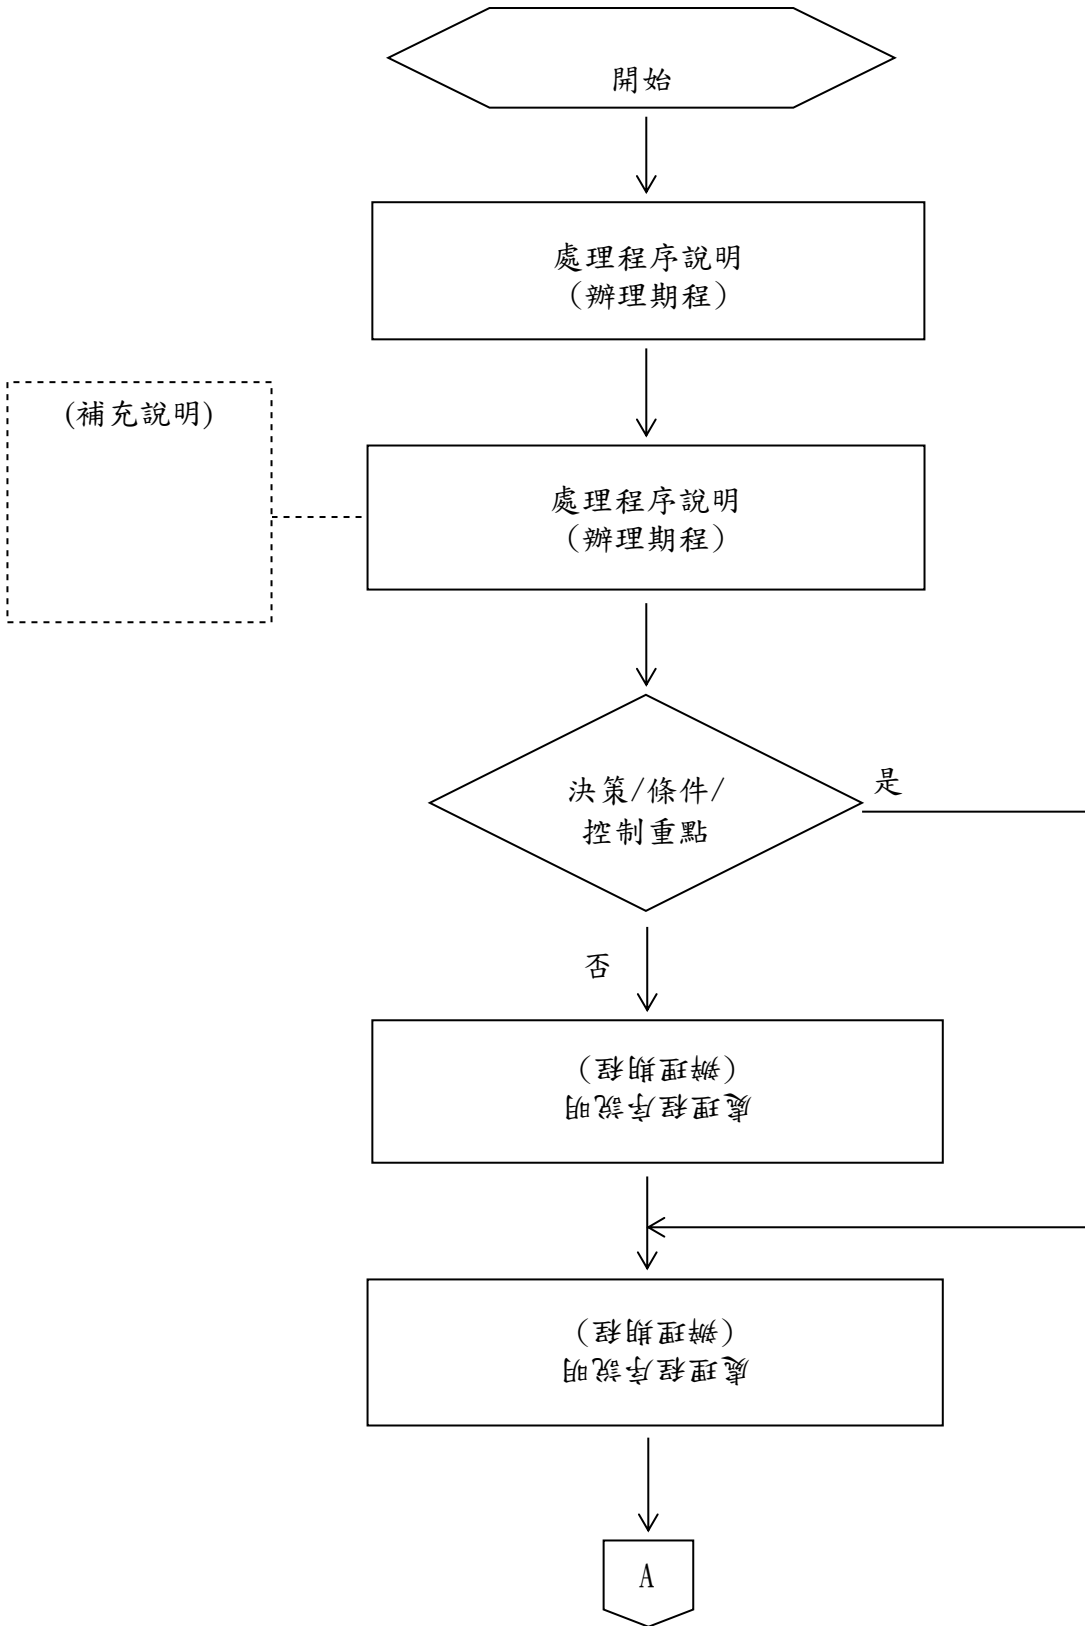 開始
處理程序說明
（辦理期程）
(補充說明)
處理程序說明
（辦理期程）
決策/條件/
控制重點
是
否
處理程序說明
（辦理期程）
處理程序說明
（辦理期程）
A